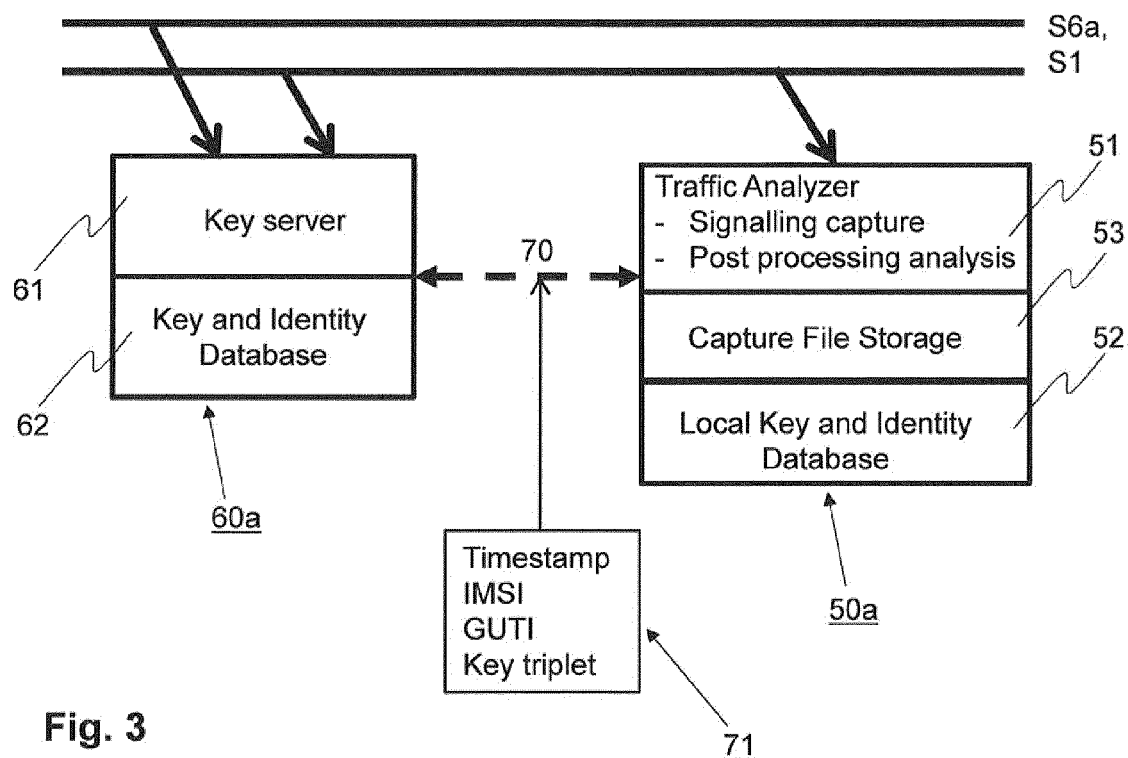 S6a,
S1
51
Traffic Analyzer
- Signalling capture
- Post processing analysis
53
Key server
70
61
Key and Identity
Database
Capture File Storage
52
62
Local Key and Identity
Database
60a
Timestamp
IMSI
GUTI
Key triplet
50a
71
Fig. 3